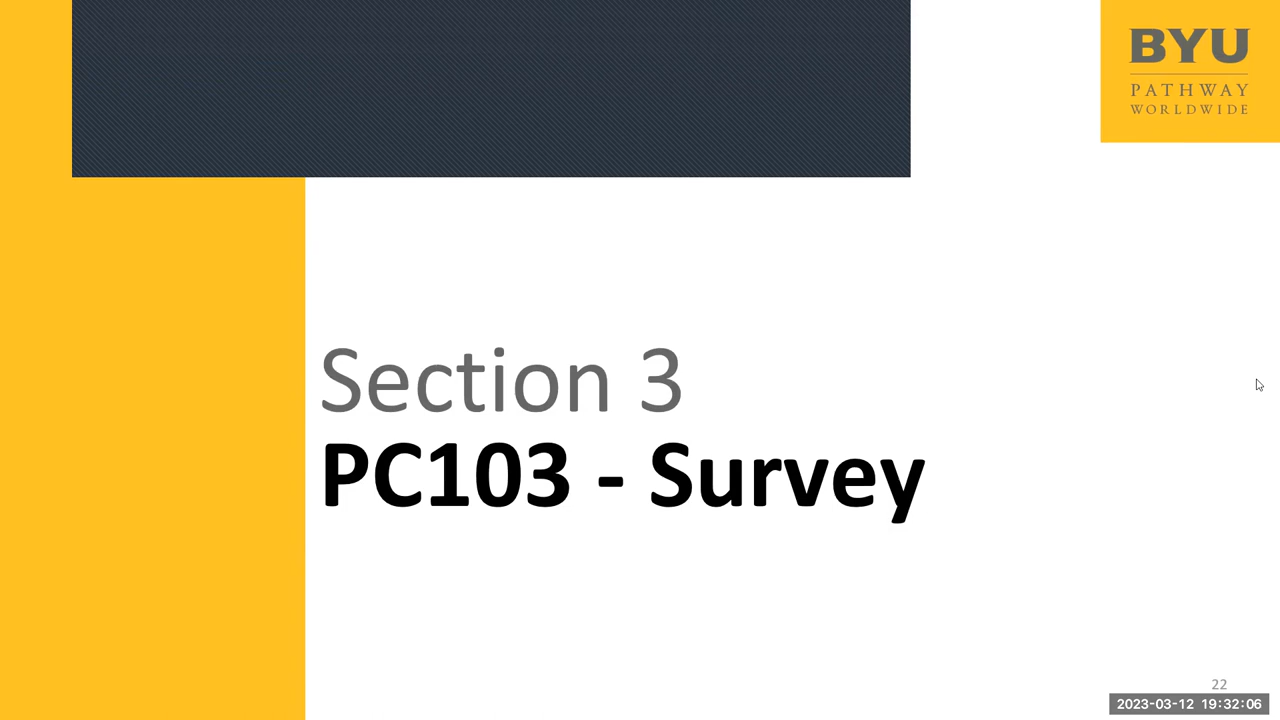 BYU
PATHWAY
WORLDWIDE
Section 3
PC103 - Survey
22
2023-03-12 19:32:06